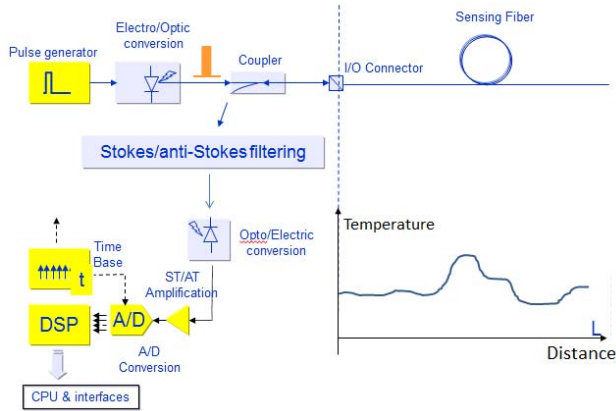 Electro/Optic
conversion
Pulse generator
Coupler
Sensing Fiber
I/O Connector
Stokes/anti-Stokes filtering
Opto/Electric
conversion
Time
Base
t
ST/AT
Amplification
DSP
A/D
A/D
Conversion
CPU & interfaces
Temperature
L
Distance